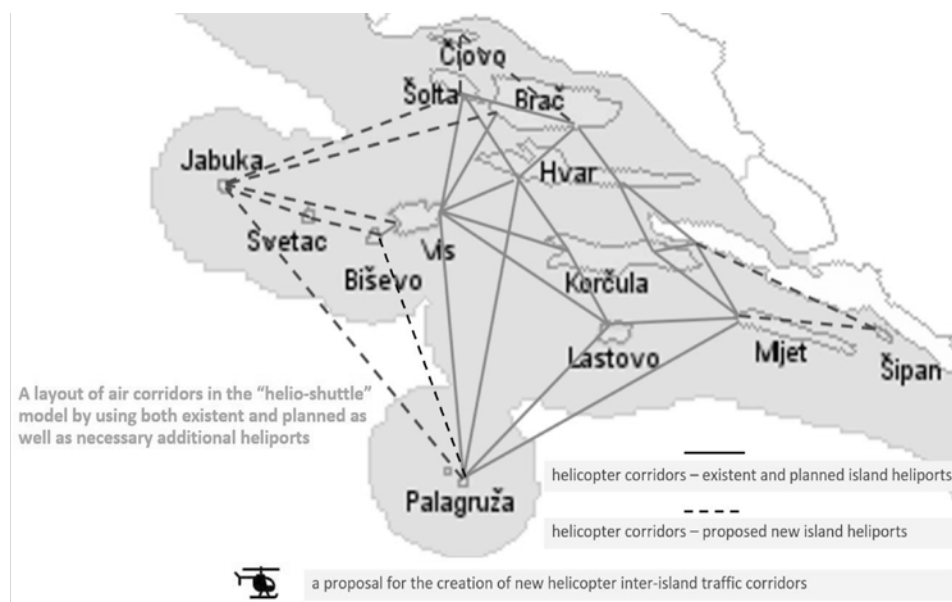 Čiovo
Šolta
Brač
Jabuka
Hvar
Svetac
Vis
Biševo
Korčula
Lastovo
Mljet
Šipan
A layout of air corridors in the “helio-shuttle”
model by using both existent and planned as
well as necessary additional heliports
Palagruža
helicopter corridors – existent and planned island heliports
helicopter corridors – proposed new island heliports
a proposal for the creation of new helicopter inter-island traffic corridors